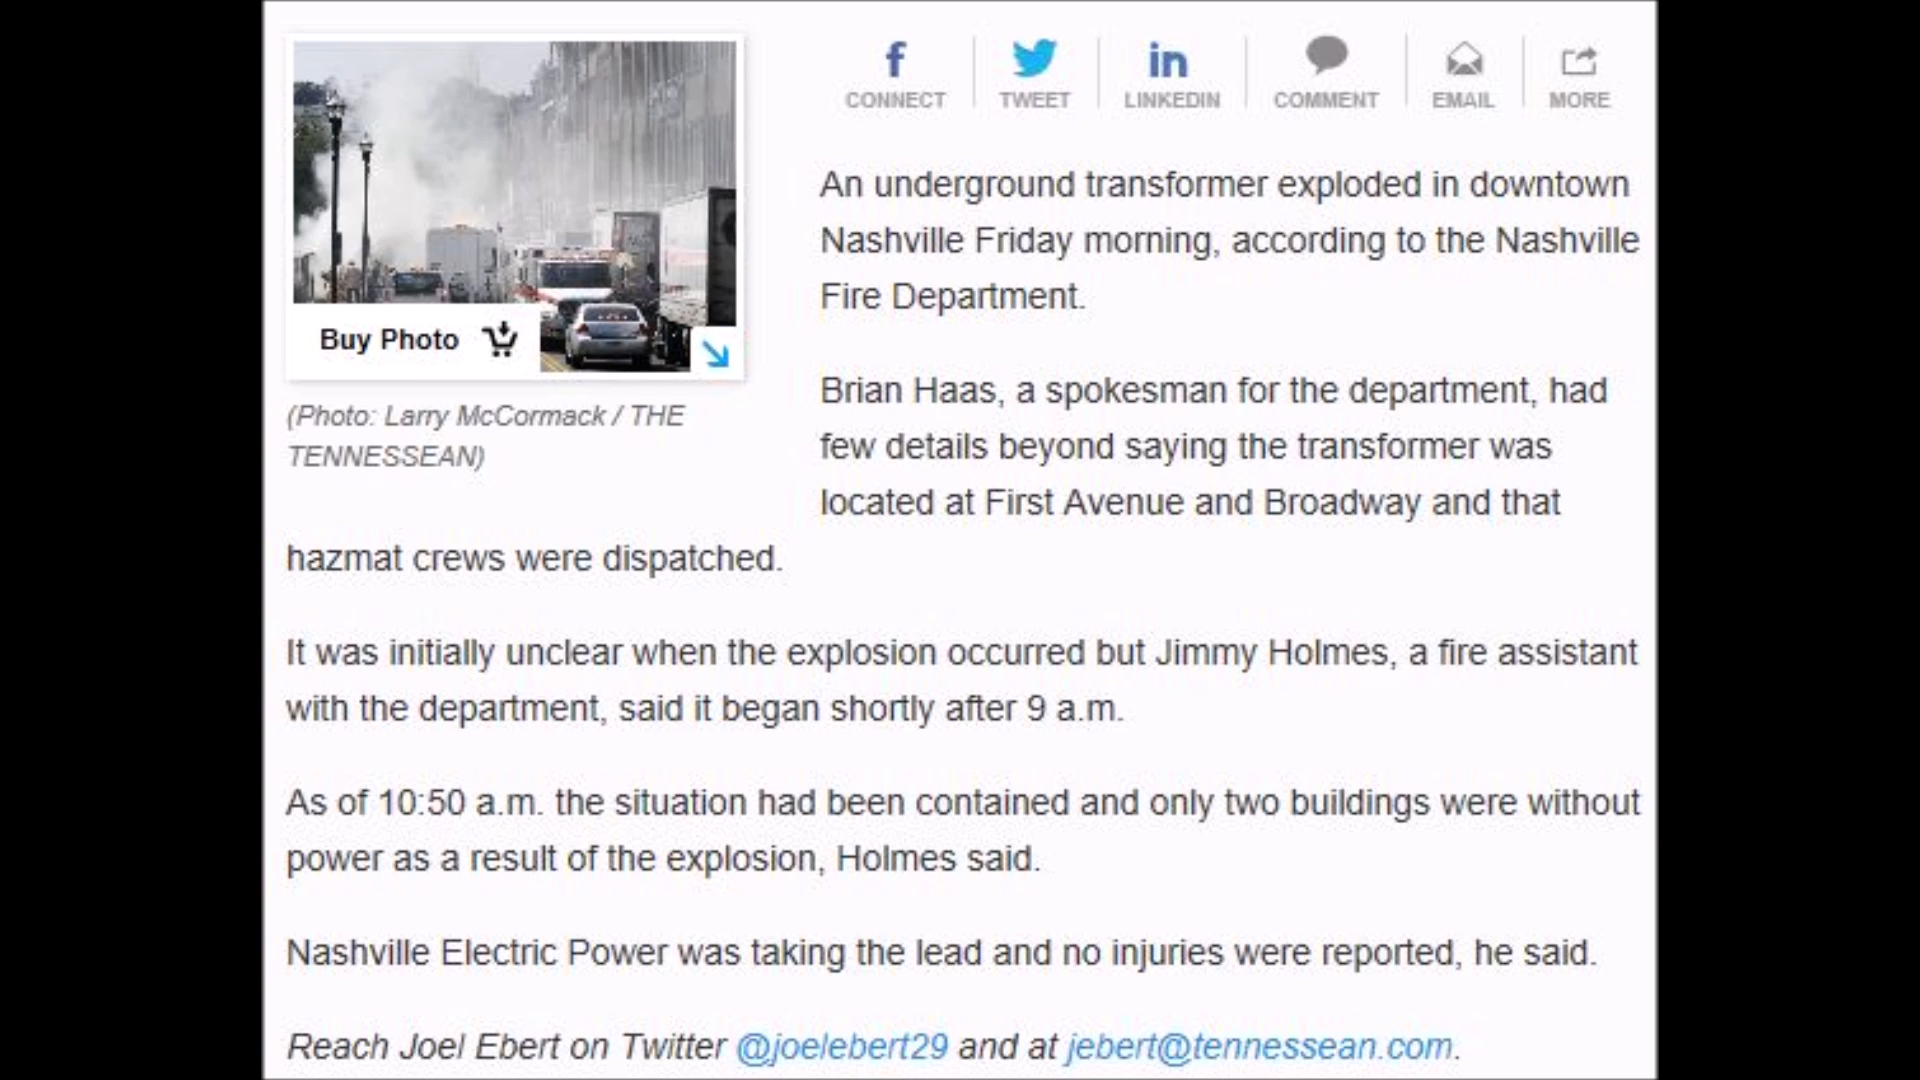 CONNECT
TWEET
LINKEDIN
COMMENT
EMAIL
MORE
Buy Photo
(Photo: Larry McCormack / THE
TENNESSEAN)
An underground transformer exploded in downtown
Nashville Friday morning, according to the Nashville
Fire Department.
Brian Haas, a spokesman for the department, had
few details beyond saying the transformer was
located at First Avenue and Broadway and that
hazmat crews were dispatched.
It was initially unclear when the explosion occurred but Jimmy Holmes, a fire assistant
with the department, said it began shortly after 9 a.m.
As of 10:50 a.m. the situation had been contained and only two buildings were without
power as a result of the explosion, Holmes said.
Nashville Electric Power was taking the lead and no injuries were reported, he said.
Reach Joel Ebert on Twitter @joelebert29 and at jebert@tennessean.com.